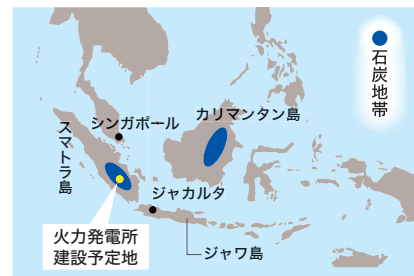 石炭地帯
カリマンタン島
シンガポール
スマトラ島
ジャカルタ
火力発電所
建設予定地
ジャワ島